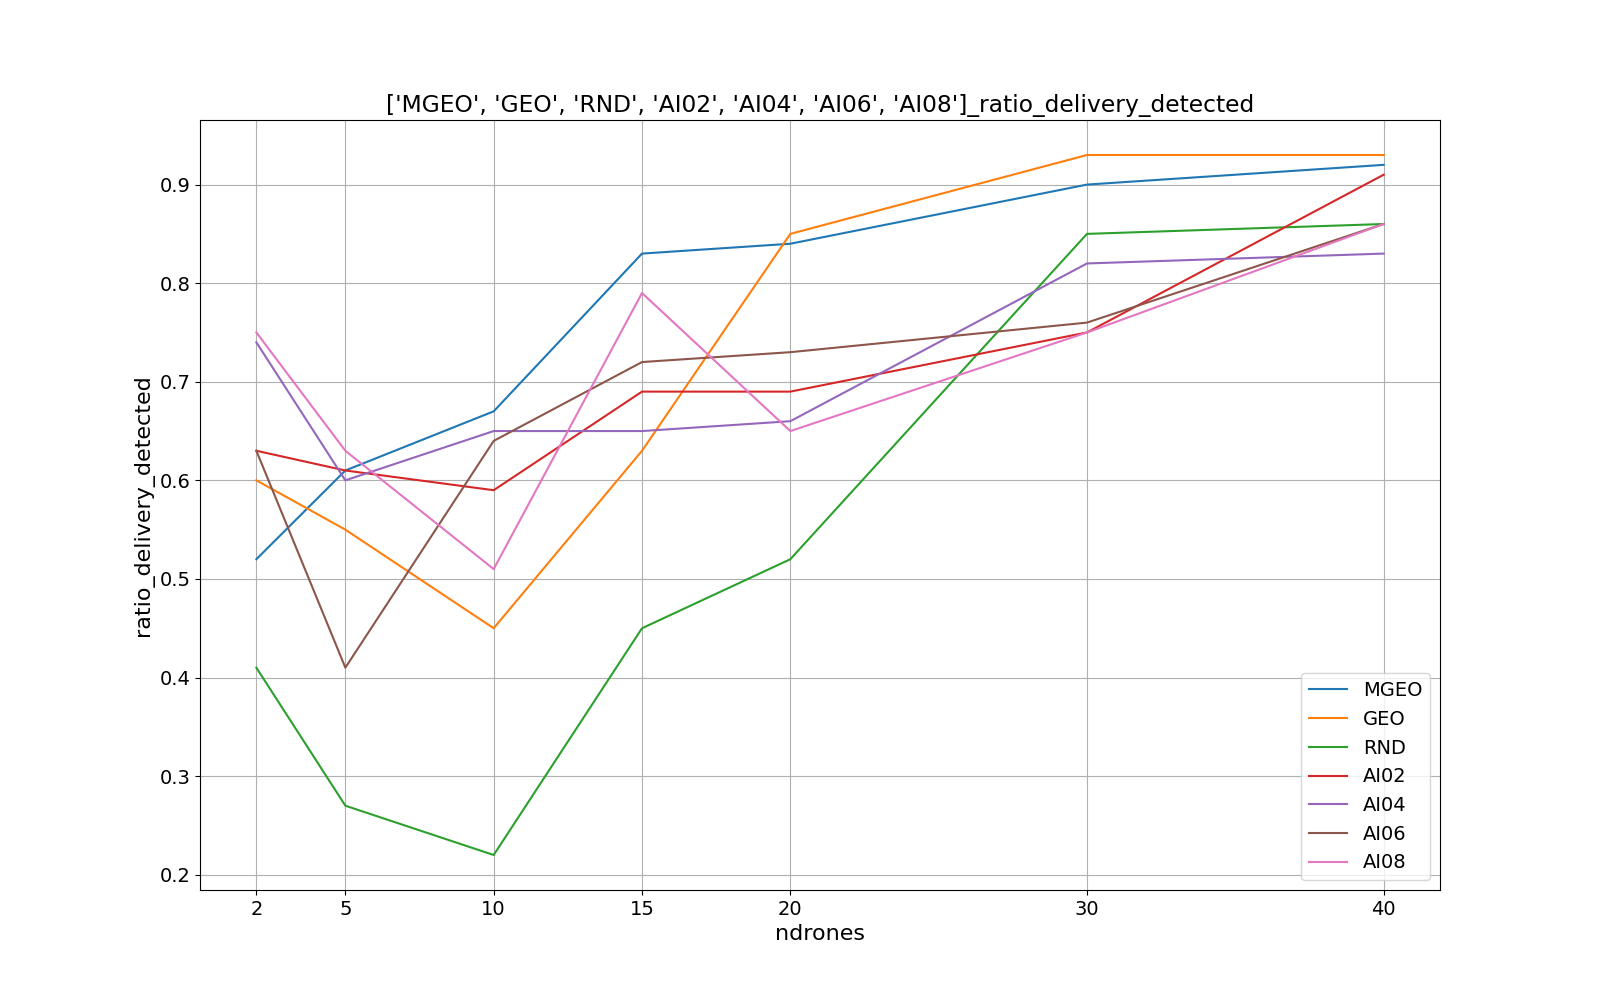 ['MGEO', 'GEO', 'RND', 'AI02', 'AI04', 'AI06', 'AI08']_ratio_delivery_detected
ratio_delivery_detected
0.9
0.8
0.7
0.6
0.5
0.4
0.3
0.2
2 5 10 15 20 30 40
ndrones
MGEO
GEO
RND
AI02
AI04
AI06
AI08